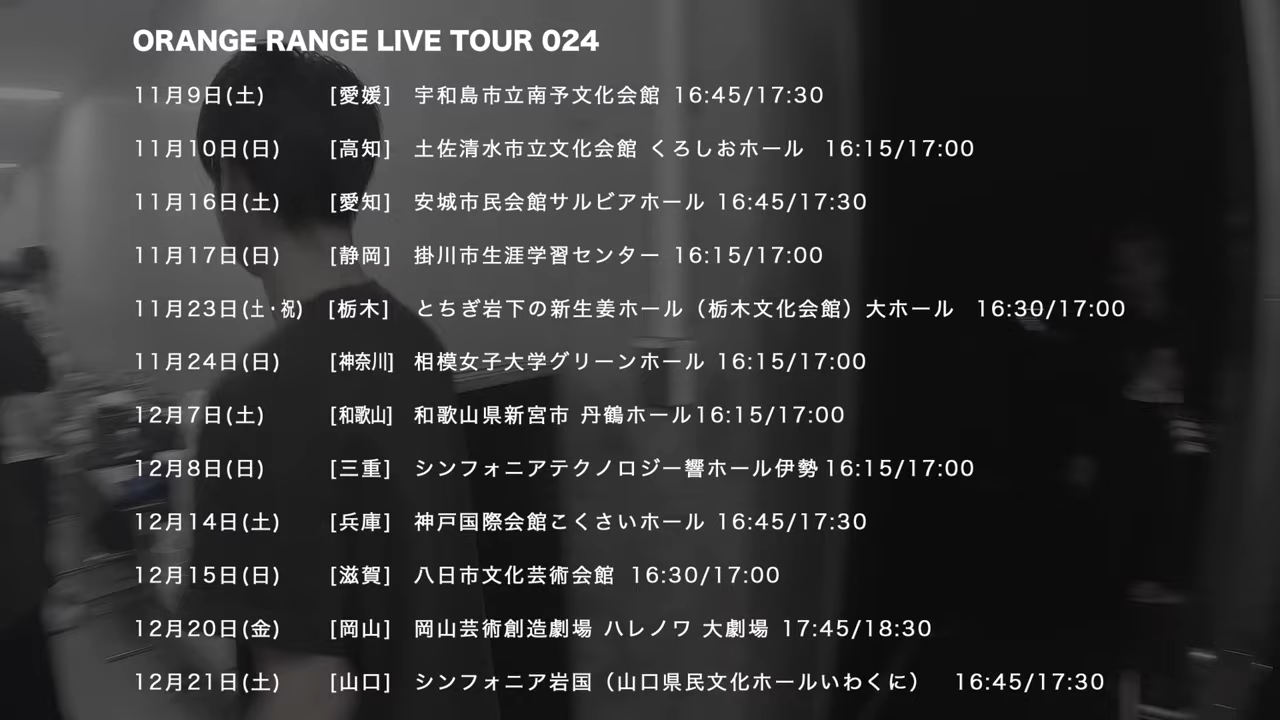 ORANGE RANGE LIVE TOUR 024
11月9日(土) [愛媛] 宇和島市立南予文化会館 16:45/17:30
11月10日(日) [高知] 土佐清水市立文化会館 くろしおホール 16:15/17:00
11月16日(土) [愛知] 安城市民会館サルビアホール 16:45/17:30
11月17日(日) [静岡] 掛川市生涯学習センター 16:15/17:00
11月23日(土・祝) [栃木] とちぎ岩下の新生姜ホール（栃木文化会館）大ホール 16:30/17:00
11月24日(日) [神奈川] 相模女子大学グリーンホール 16:15/17:00
12月7日(土) [和歌山] 和歌山県新宮市 丹鶴ホール16:15/17:00
12月8日(日) [三重] シンフォニアテクノロジー響ホール伊勢 16:15/17:00
12月14日(土) [兵庫] 神戸国際会館こくさいホール 16:45/17:30
12月15日(日) [滋賀] 八日市文化芸術会館 16:30/17:00
12月20日(金) [岡山] 岡山芸術創造劇場 ハレノワ 大劇場 17:45/18:30
12月21日(土) [山口] シンフォニア岩国（山口県民文化ホールいわくに） 16:45/17:30